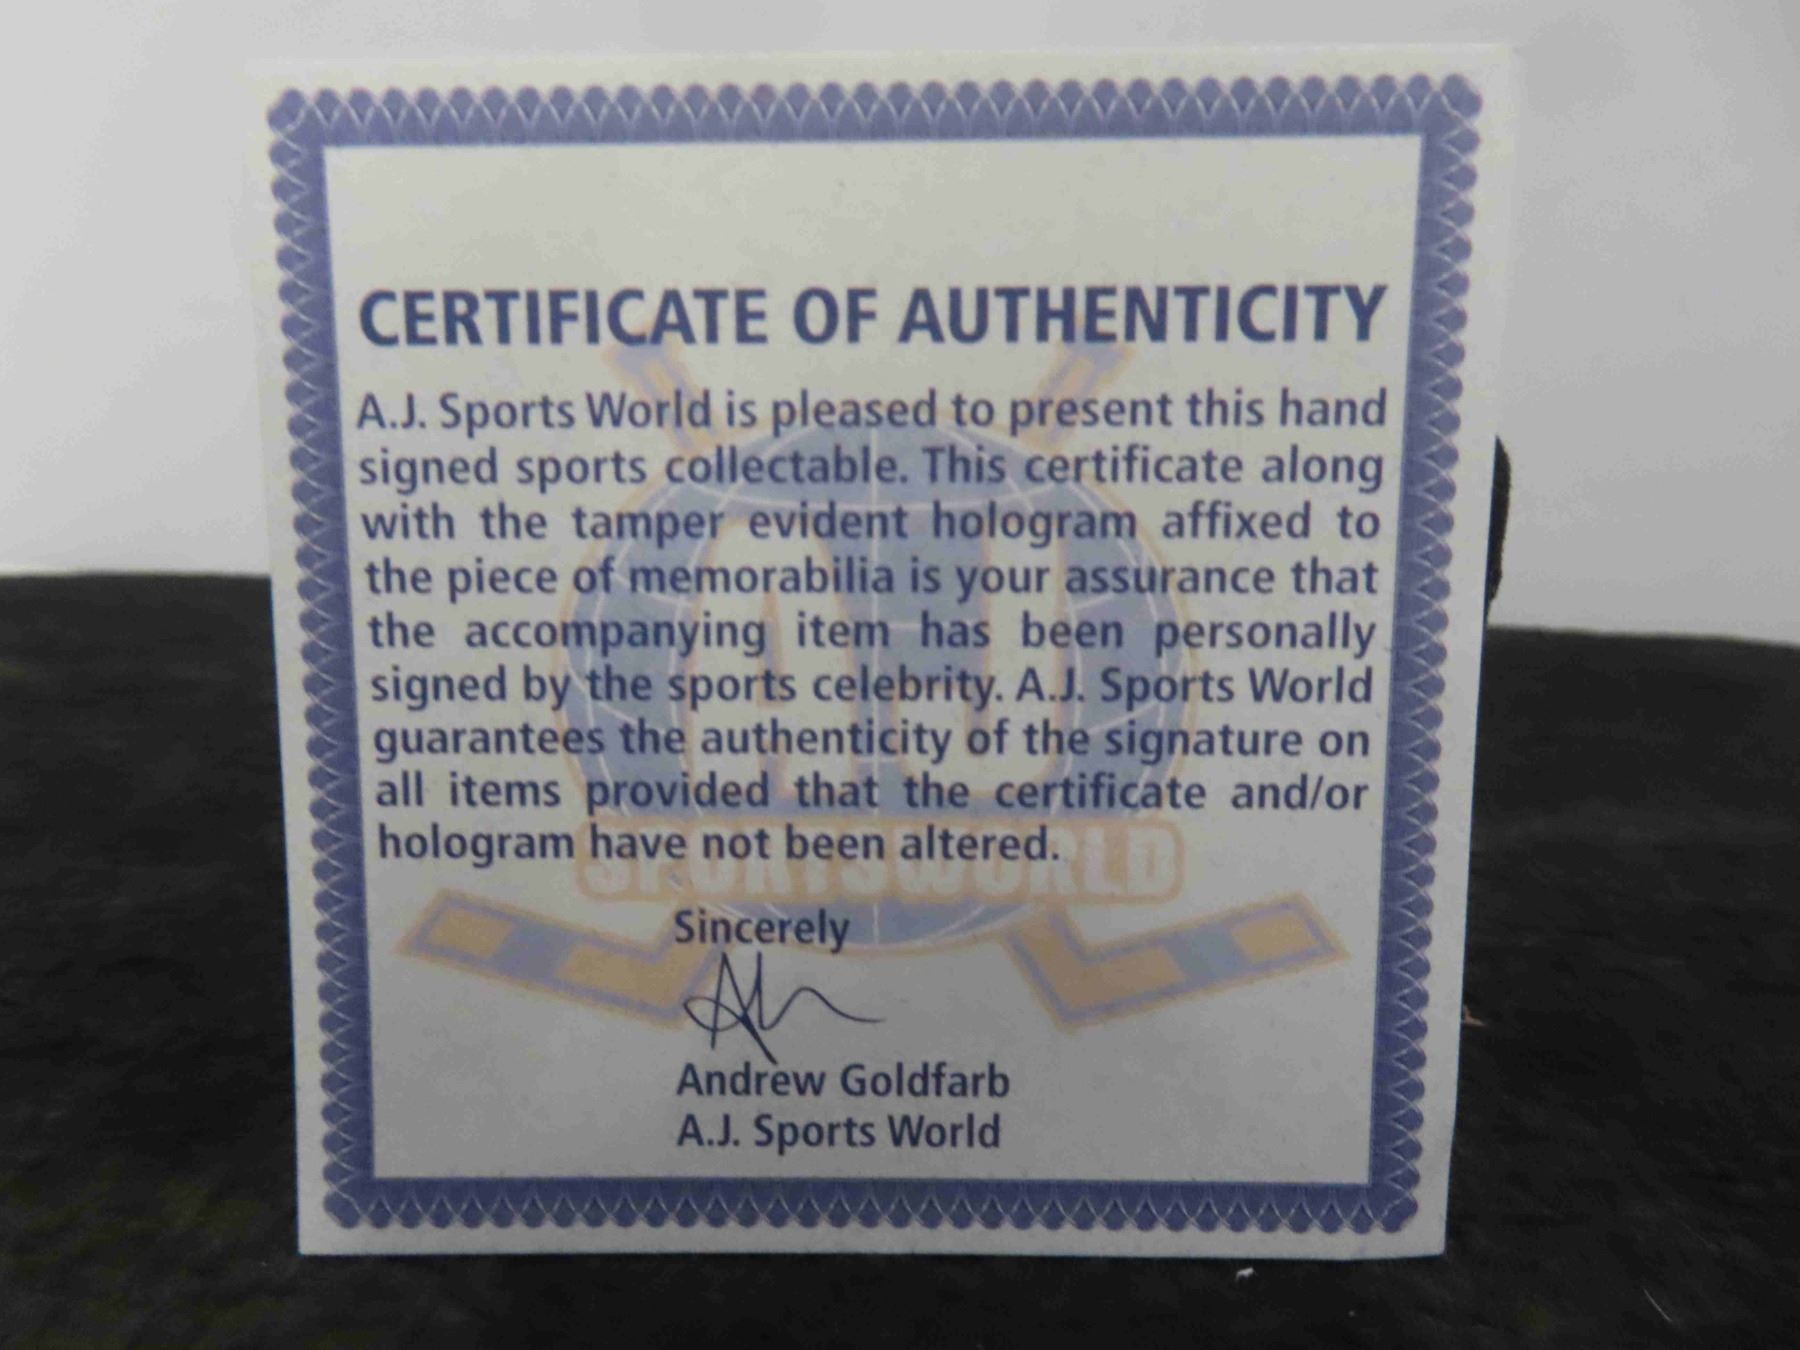 CERTIFICATE OF AUTHENTICITY
A.J. Sports World is pleased to present this hand
signed sports collectable. This certificate along
with the tamper evident hologram affixed to
the piece of memorabilia is your assurance that
the accompanying item has been personally
signed by the sports celebrity. A.J. Sports World
guarantees the authenticity of the signature on
all items provided that the certificate and/or
hologram have not been altered.
AJ
SPORTSWORLD
Sincerely
Andrew Goldfarb
A.J. Sports World